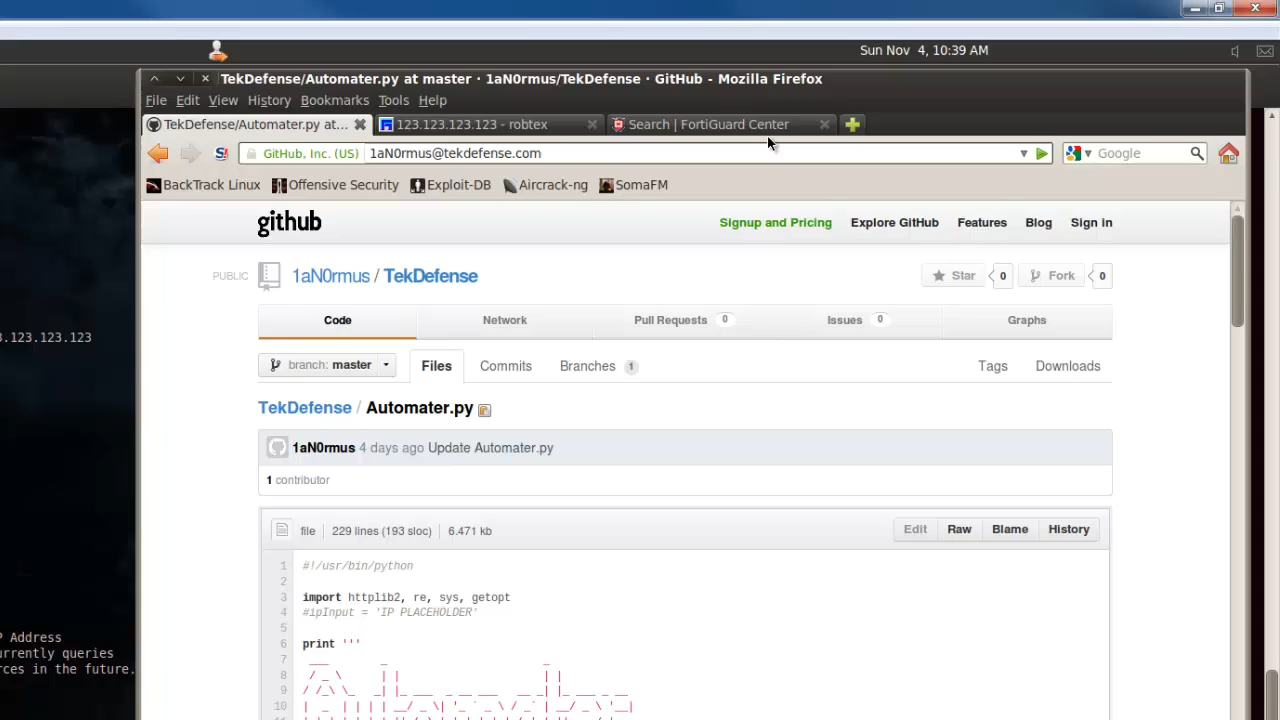 Sun Nov 4, 10:39 AM
TekDefense/Automater.py at master · 1aN0rmus/TekDefense · GitHub - Mozilla Firefox
File Edit View History Bookmarks Tools Help
TekDefense/Automater.py at... 123.123.123.123 - robtex Search | FortiGuard Center
GitHub, Inc. (US) 1aN0rmus@tekdefense.com Google
BackTrack Linux Offensive Security Exploit-DB Aircrack-ng SomaFM
github Signup and Pricing Explore GitHub Features Blog Sign in
PUBLIC 1aN0rmus / TekDefense Star 0 Fork 0
Code Network Pull Requests 0 Issues 0 Graphs
3.123.123.123
branch: master Files Commits Branches 1 Tags Downloads
TekDefense / Automater.py
1aN0rmus 4 days ago Update Automater.py
1 contributor
file 229 lines (193 sloc) 6.471 kb Edit Raw Blame History
1 #!/usr/bin/python
2
3 import httplib2, re, sys, getopt
4 #ipInput = 'IP PLACEHOLDER'
5
6 print '''
7
8
9
10
P Address
urrently queries
rces in the future.